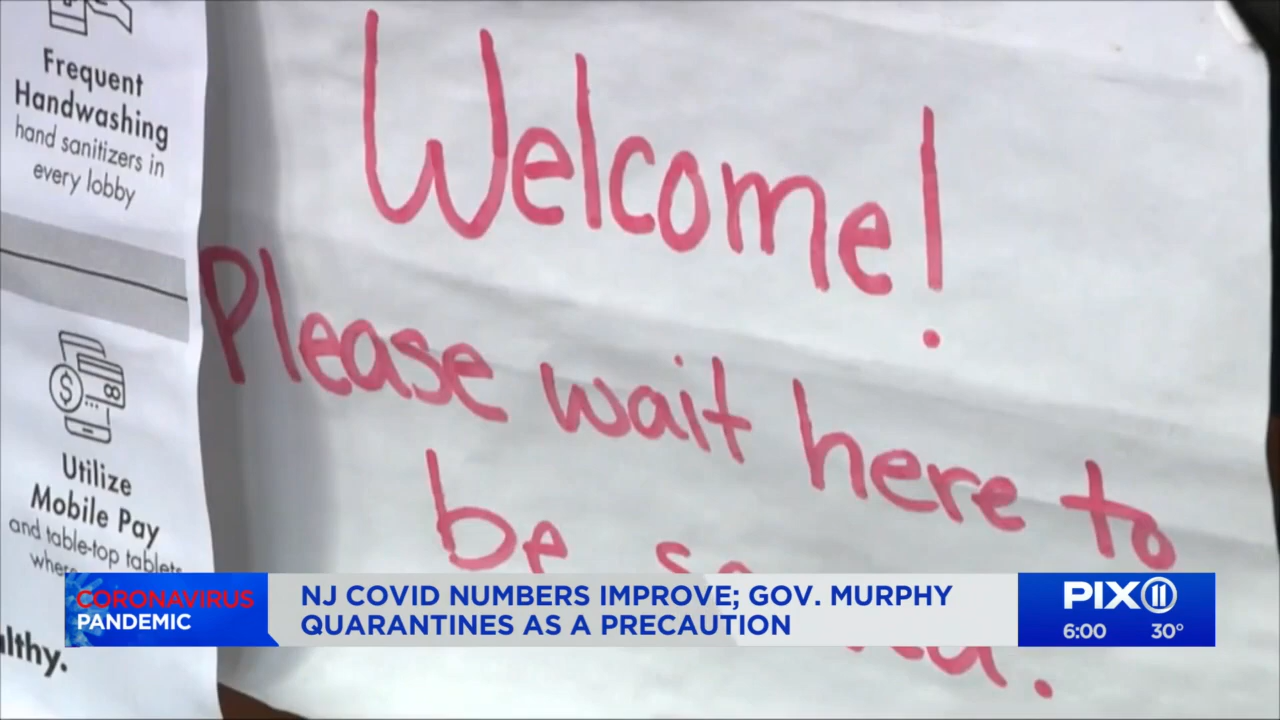 Frequent
Handwashing
hand sanitizers in
every lobby
Utilize
Mobile Pay
and table-top tablets
Welcome!
Please wait here to
be
CORONAVIRUS
PANDEMIC
NJ COVID NUMBERS IMPROVE; GOV. MURPHY
QUARANTINES AS A PRECAUTION
PIX11
6:00 30°